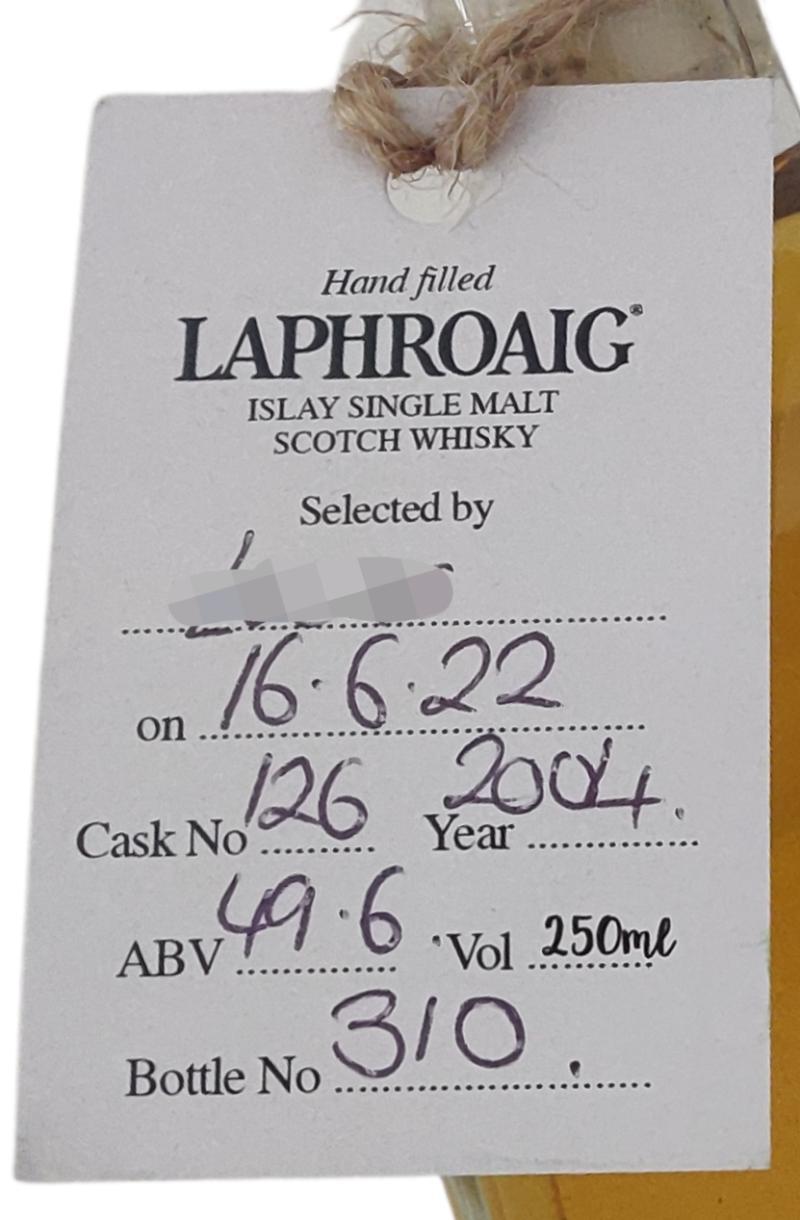 Hand filled
LAPHROAIG®
ISLAY SINGLE MALT
SCOTCH WHISKY
Selected by
on 16.6.22
Cask No 126 Year 2004.
ABV 49.6 Vol 250ml
Bottle No 310.